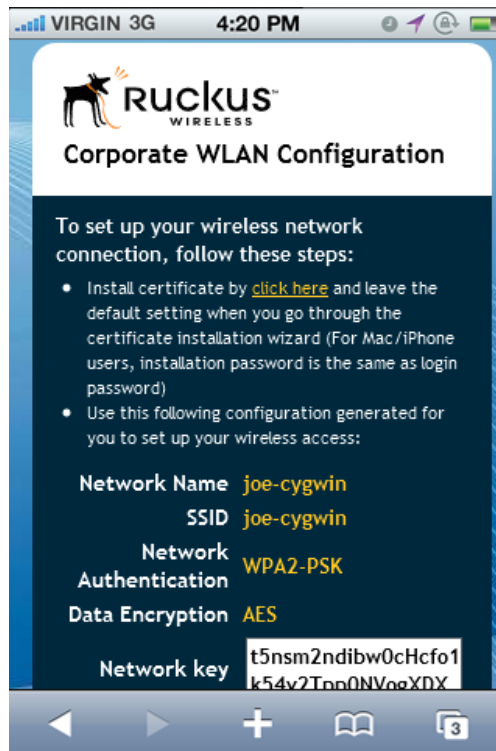 VIRGIN 3G 4:20 PM
RUCKUS™
WIRELESS
Corporate WLAN Configuration
To set up your wireless network
connection, follow these steps:
• Install certificate by click here and leave the
default setting when you go through the
certificate installation wizard (For Mac/iPhone
users, installation password is the same as login
password)
• Use this following configuration generated for
you to set up your wireless access:
Network Name joe-cygwin
SSID joe-cygwin
Network
Authentication WPA2-PSK
Data Encryption AES
Network key t5nsm2ndibw0cHcfo1
3